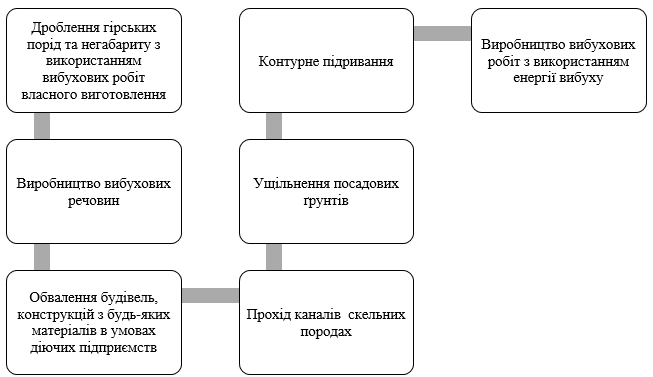 Дроблення гірських
порід та негабариту з
використанням
вибухових робіт
власного виготовлення
Виробництво вибухових
речовин
Обвалення будівель,
конструкцій з будь-яких
матеріалів в умовах
діючих підприємств
Прохід каналів  скельних
породах
Ущільнення посадових
ґрунтів
Контурне підривання
Виробництво вибухових
робіт з використанням
енергії вибуху